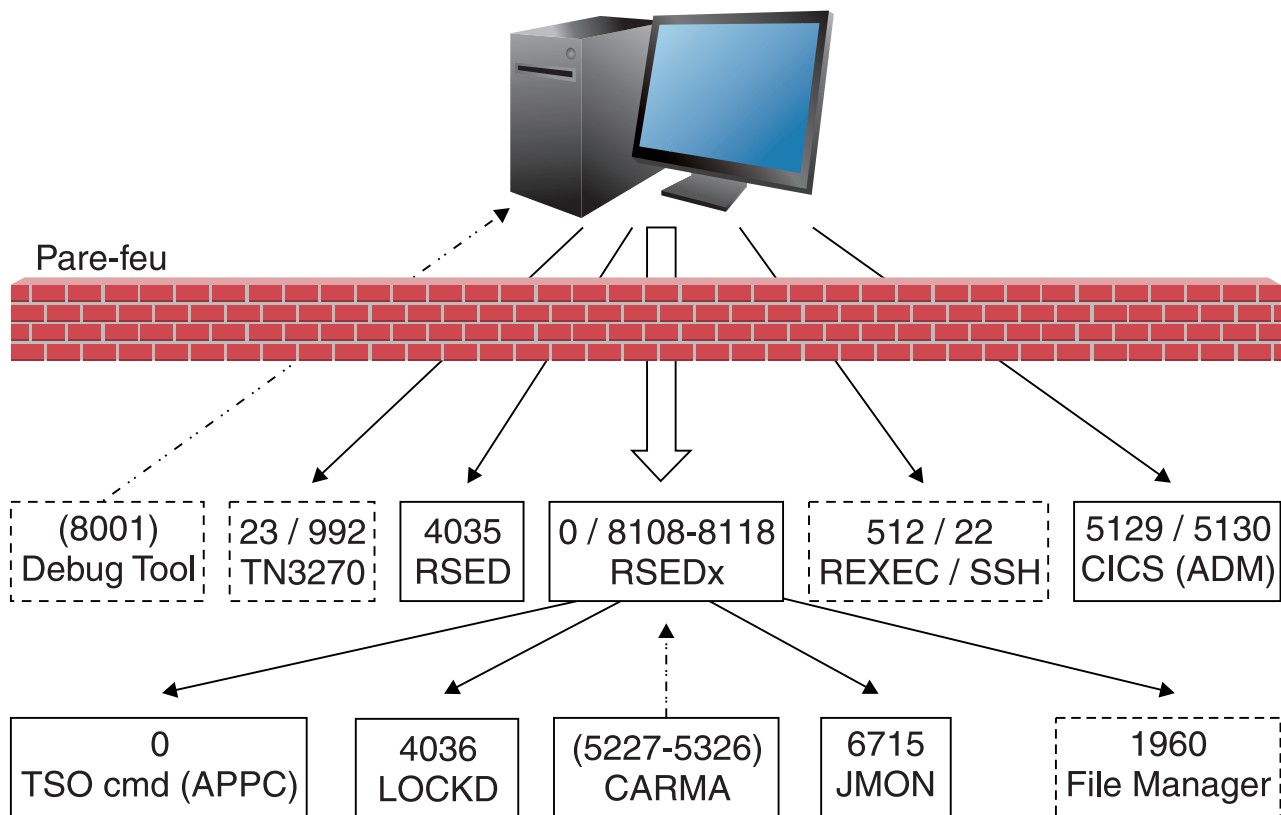 Pare-feu
(8001)
Debug Tool
23 / 992
TN3270
4035
RSED
0 / 8108-8118
RSEDx
512 / 22
REXEC / SSH
5129 / 5130
CICS (ADM)
0
TSO cmd (APPC)
4036
LOCKD
(5227-5326)
CARMA
6715
JMON
1960
File Manager